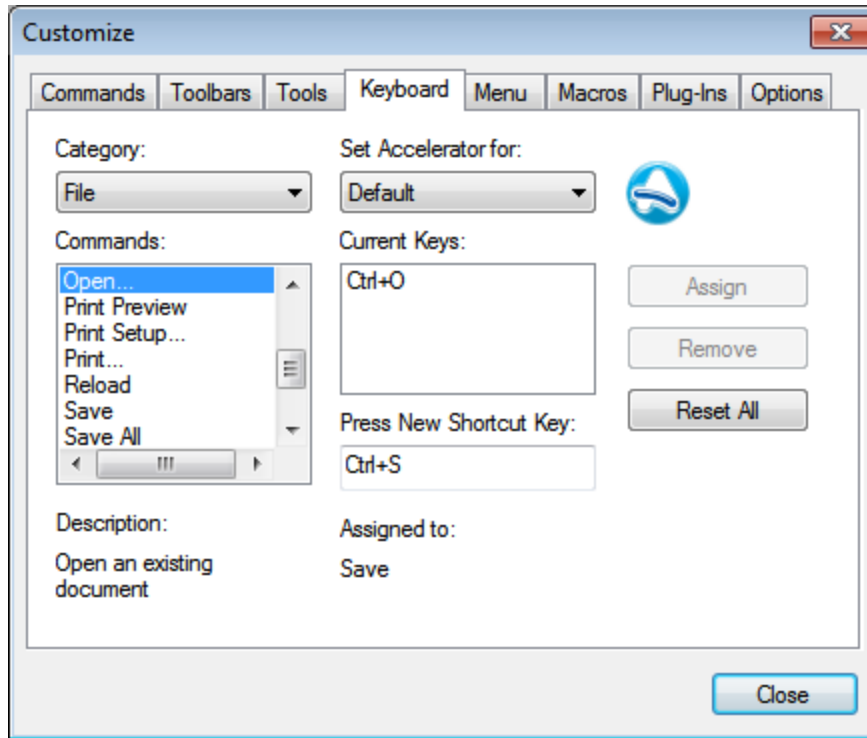 Customize
Commands Toolbars Tools Keyboard Menu Macros Plug-Ins Options
Category:
File
Set Accelerator for:
Default
Commands:
Open...
Print Preview
Print Setup...
Print...
Reload
Save
Save All
Current Keys:
Ctrl+O
Assign
Remove
Reset All
Press New Shortcut Key:
Ctrl+S
Description:
Open an existing
document
Assigned to:
Save
Close